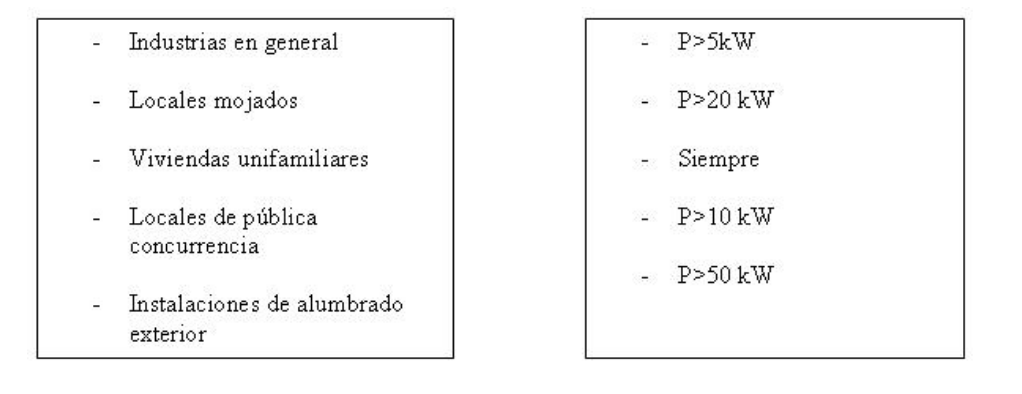 - Industrias en general
- Locales mojados
- Viviendas unifamiliares
- Locales de pública
concurrencia
- Instalaciones de alumbrado
exterior
- P>5kW
- P>20 kW
- Siempre
- P>10 kW
- P>50 kW